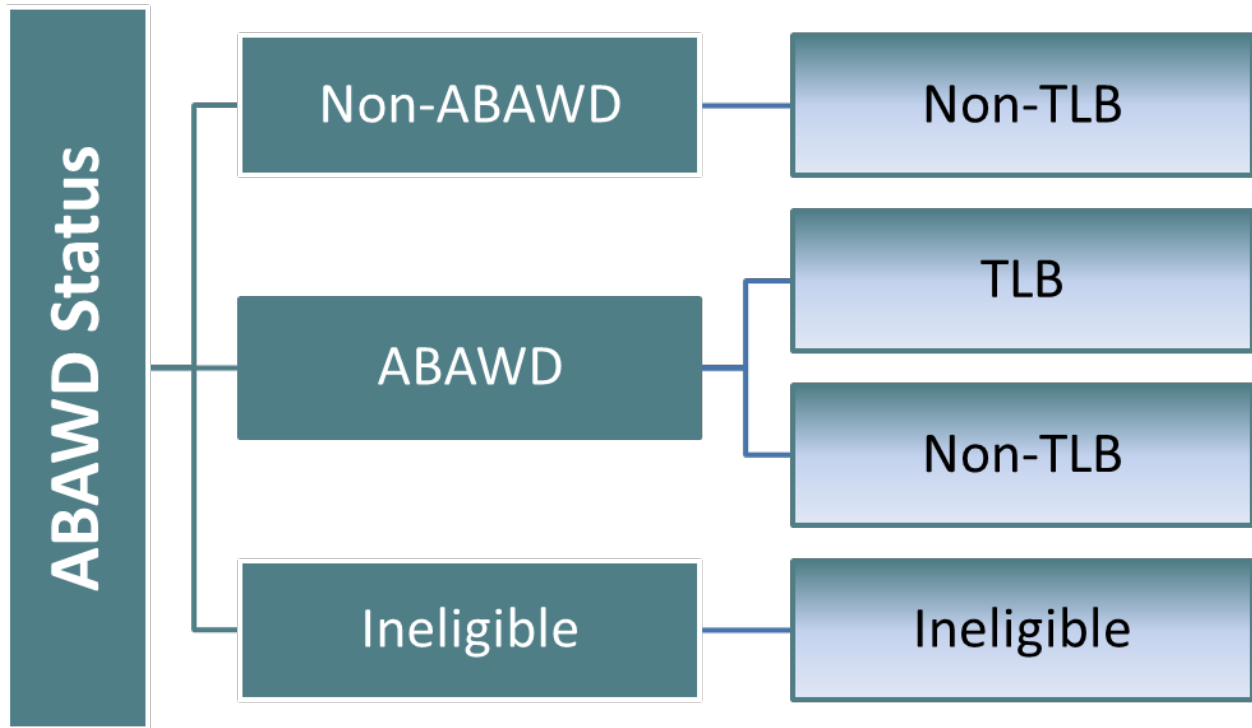 ABAWD Status
Non-ABAWD
Non-TLB
ABAWD
TLB
Non-TLB
Ineligible
Ineligible